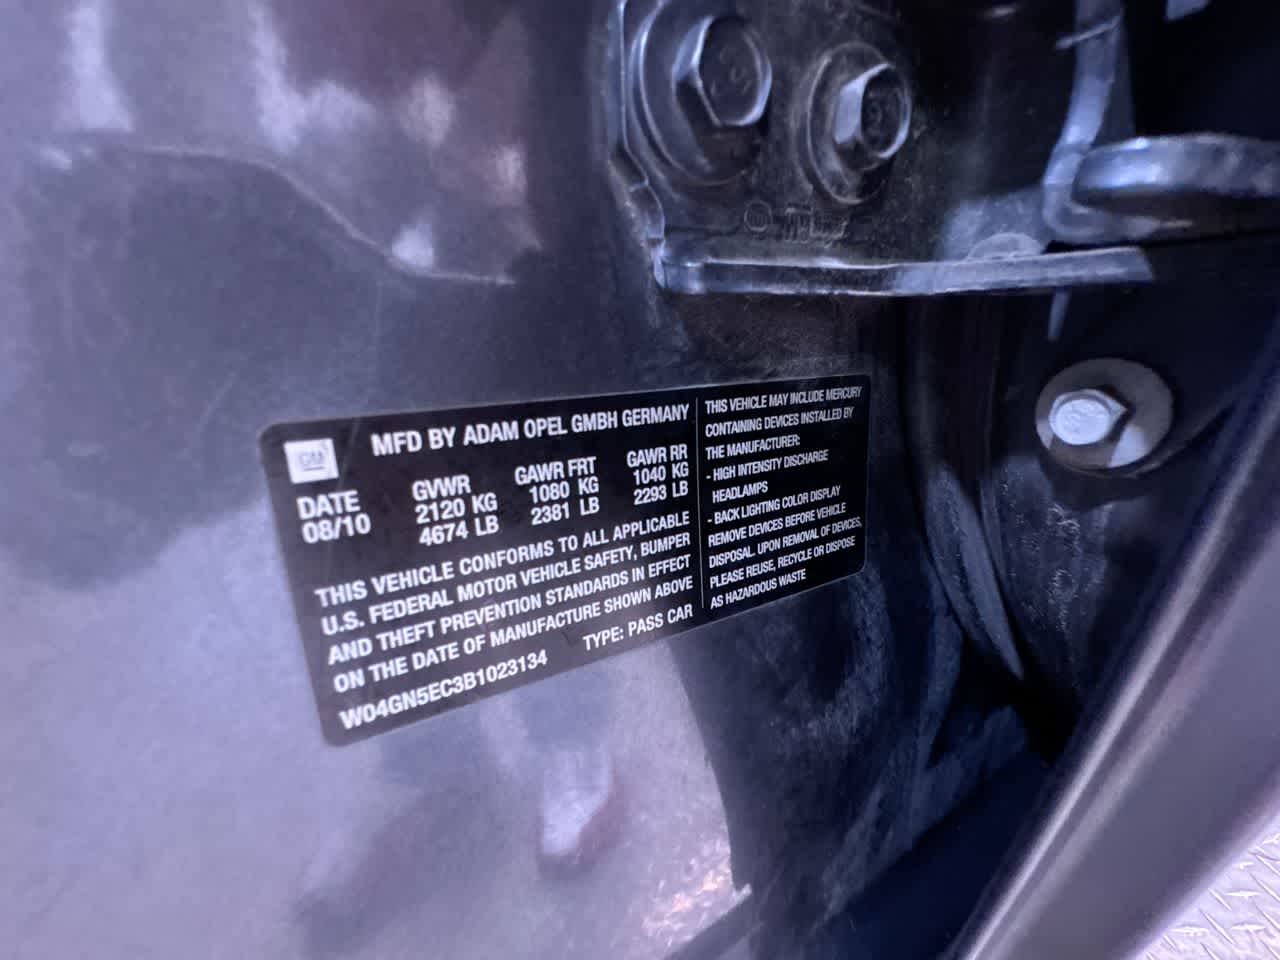 GM
MFD BY ADAM OPEL GMBH GERMANY
DATE GVWR GAWR FRT GAWR RR
08/10 2120 KG 1080 KG 1040 KG
4674 LB 2381 LB 2293 LB
THIS VEHICLE CONFORMS TO ALL APPLICABLE
U.S. FEDERAL MOTOR VEHICLE SAFETY, BUMPER
AND THEFT PREVENTION STANDARDS IN EFFECT
ON THE DATE OF MANUFACTURE SHOWN ABOVE
W04GN5EC3B1023134 TYPE: PASS CAR
THIS VEHICLE MAY INCLUDE MERCURY
CONTAINING DEVICES INSTALLED BY
THE MANUFACTURER:
- HIGH INTENSITY DISCHARGE
HEADLAMPS
- BACK LIGHTING COLOR DISPLAY
REMOVE DEVICES BEFORE VEHICLE
DISPOSAL. UPON REMOVAL OF DEVICES,
PLEASE REUSE, RECYCLE OR DISPOSE
AS HAZARDOUS WASTE